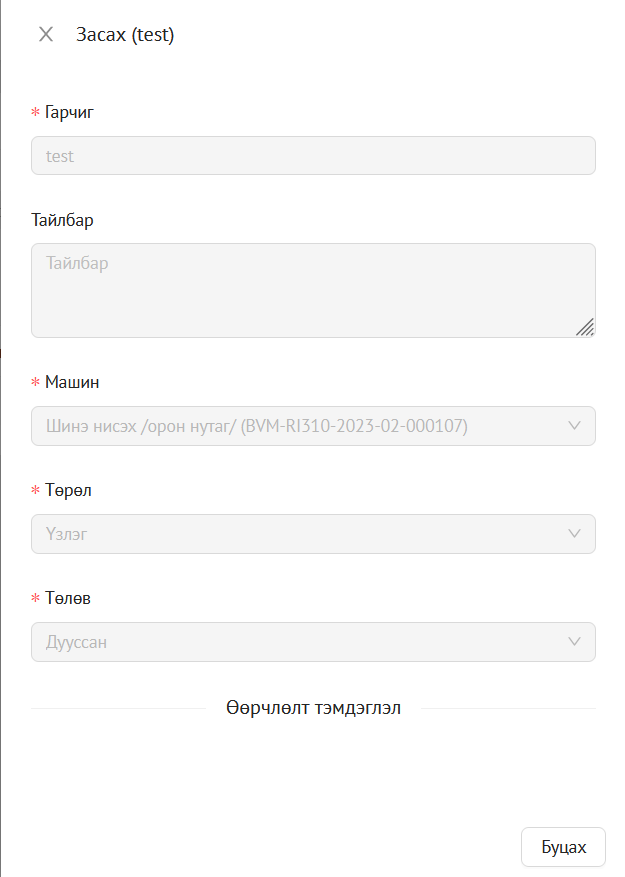 Засах (test)
* Гарчиг
test
Тайлбар
Тайлбар
* Машин
Шинэ нисэх /орон нутаг/ (BVM-RI310-2023-02-000107)
* Төрөл
Үзлэг
* Төлөв
Дууссан
Өөрчлөлт тэмдэглэл
Буцах